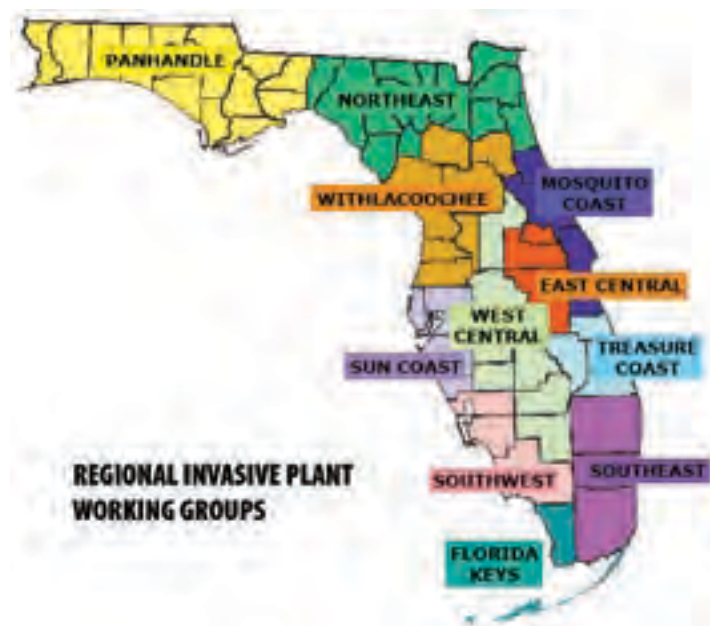 PANHANDLE
NORTHEAST
WITHLACOOCHEE
MOSQUITO
COAST
EAST CENTRAL
WEST
CENTRAL
TREASURE
COAST
SUN COAST
REGIONAL INVASIVE PLANT
WORKING GROUPS
SOUTHWEST
SOUTHEAST
FLORIDA
KEYS